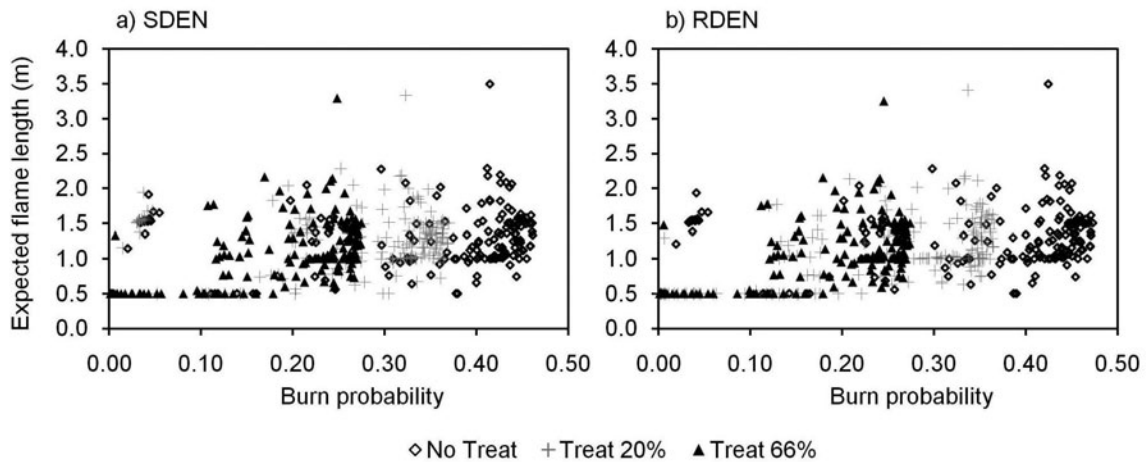 a) SDEN
b) RDEN
Expected flame length (m)
4.0
3.5
3.0
2.5
2.0
1.5
1.0
0.5
0.0
0.00 0.10 0.20 0.30 0.40 0.50
Burn probability
4.0
3.5
3.0
2.5
2.0
1.5
1.0
0.5
0.0
0.00 0.10 0.20 0.30 0.40 0.50
Burn probability
No Treat Treat 20% Treat 66%